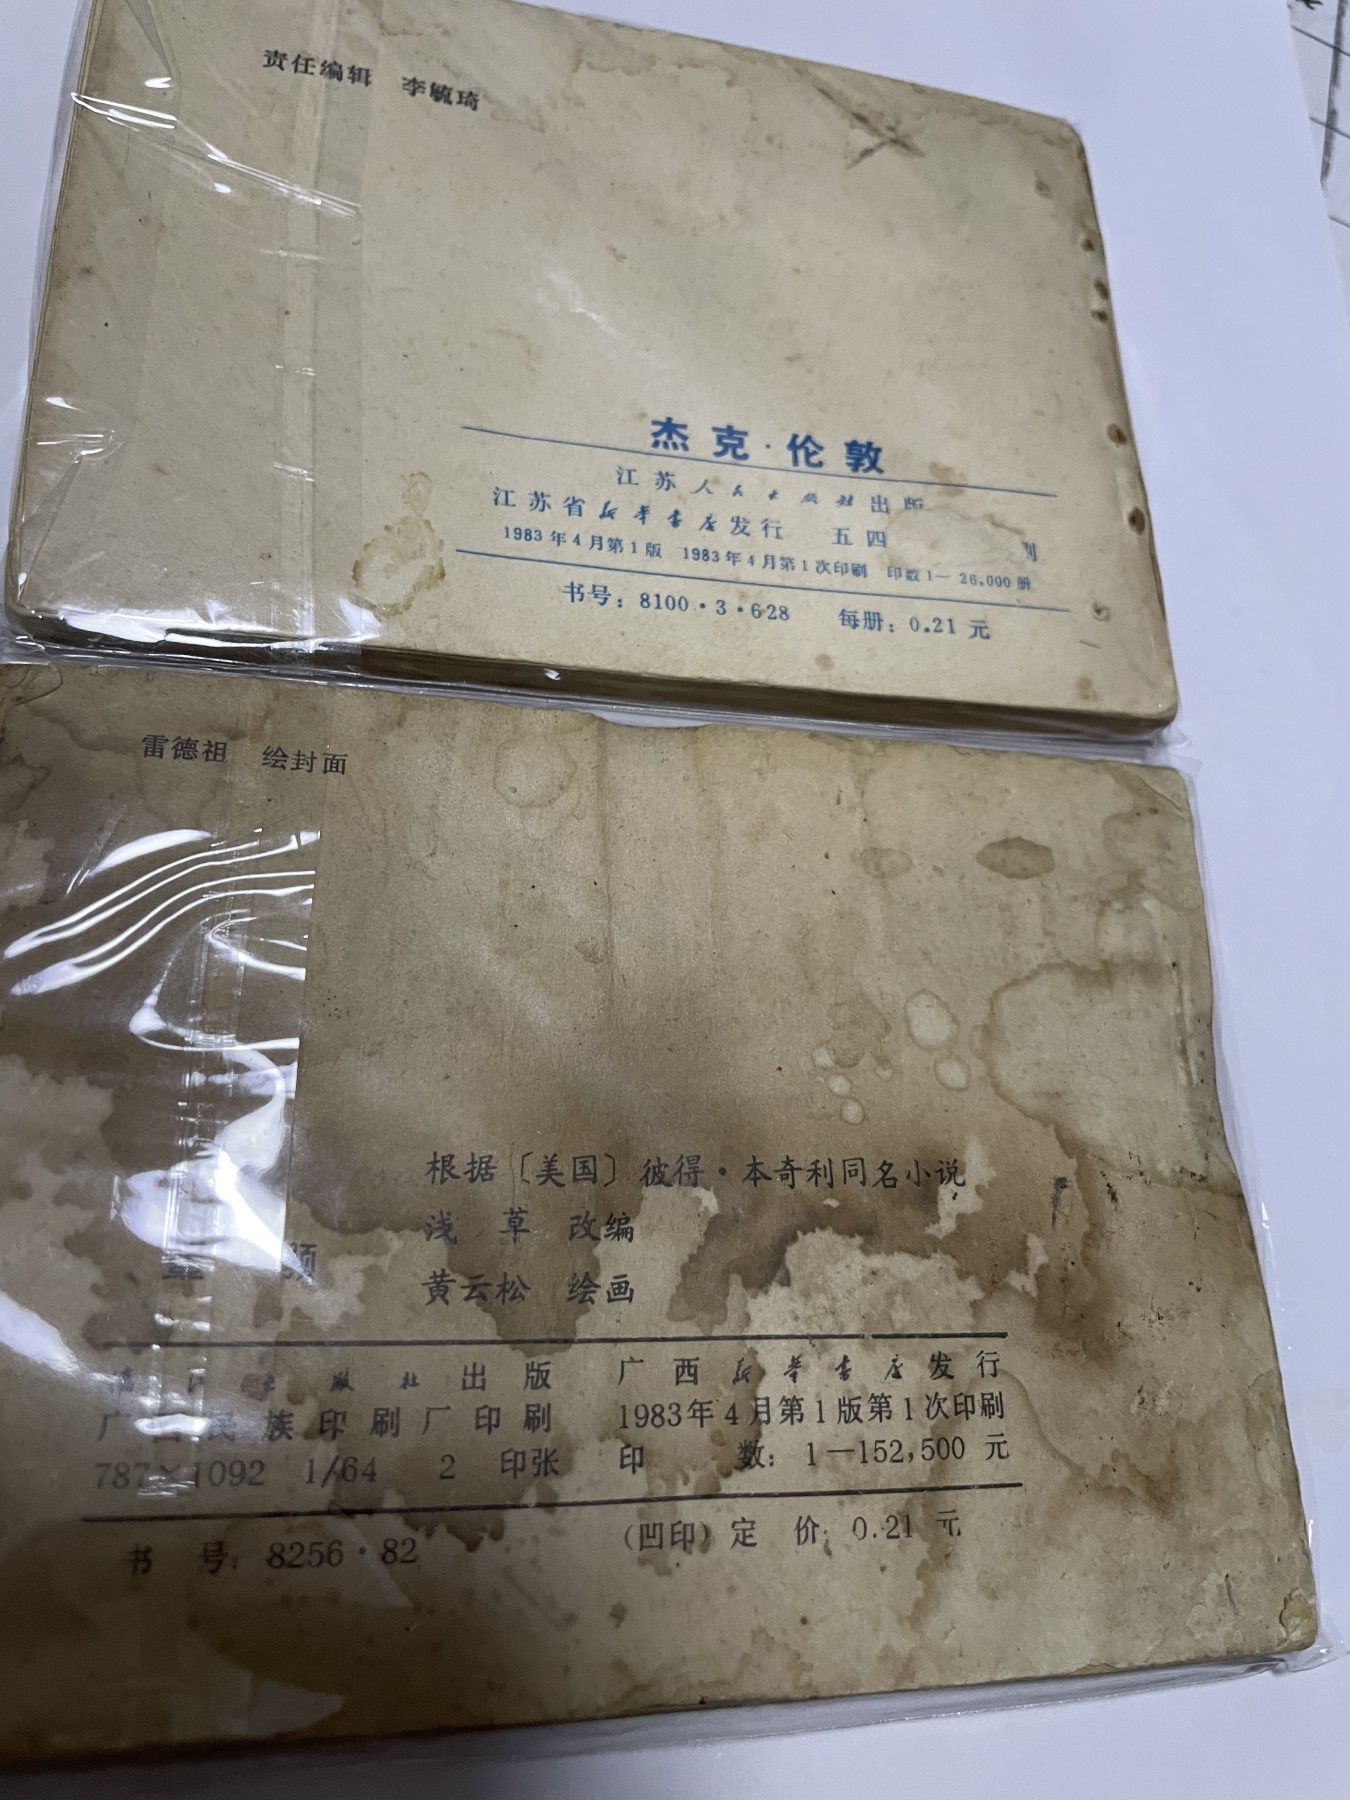 责任编辑 李毓琦
杰克·伦敦
江苏人民出版社出版
江苏省新华书店发行 五四
1983年4月第1版 1983年4月第1次印刷 印数1—26,000册
书号：8100·3·628 每册：0.21元
雷德祖 绘封面
根据〔美国〕彼得·本奇利同名小说
浅草 改编
黄云松 绘画
出版社出版 广西新华书店发行
广西民族印刷厂印刷 1983年4月第1版第1次印刷
787×1092 1/64 2 印张 印数：1—152,500 元
书号：8256·82 (凹印) 定价：0.21元